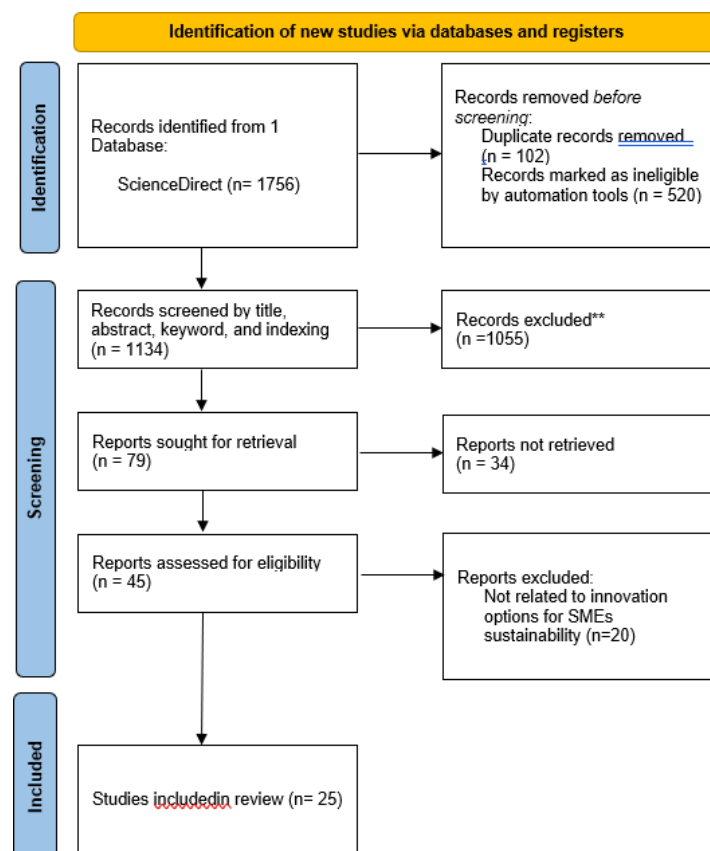 Identification of new studies via databases and registers
Identification
Records identified from 1
Database:
ScienceDirect (n= 1756)
Records removed before
screening:
Duplicate records removed
(n = 102)
Records marked as ineligible
by automation tools (n = 520)
Screening
Records screened by title,
abstract, keyword, and indexing
(n = 1134)
Records excluded**
(n =1055)
Reports sought for retrieval
(n = 79)
Reports not retrieved
(n = 34)
Reports assessed for eligibility
(n = 45)
Reports excluded:
Not related to innovation
options for SMEs
sustainability (n=20)
Included
Studies includedin review (n= 25)